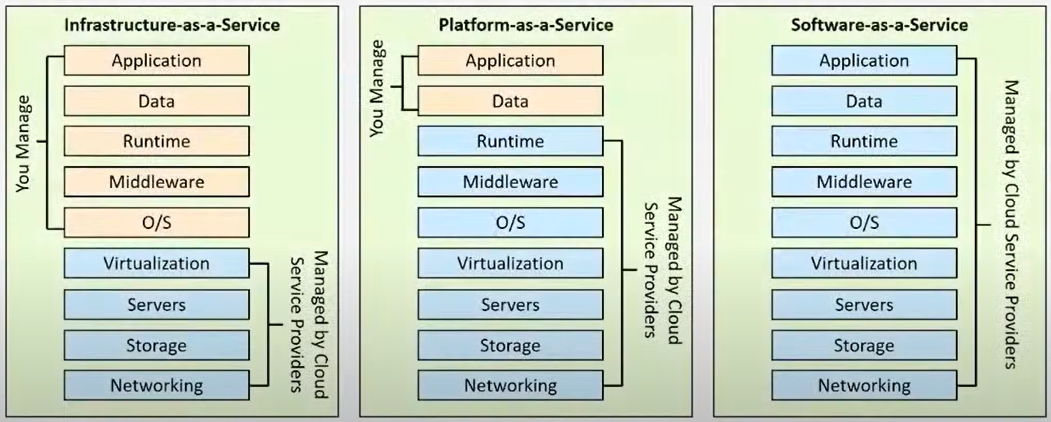 Infrastructure-as-a-Service
You Manage
Application
Data
Runtime
Middleware
O/S
Virtualization
Servers
Storage
Networking
Managed by Cloud
Service Providers
Platform-as-a-Service
You Manage
Application
Data
Runtime
Middleware
O/S
Virtualization
Servers
Storage
Networking
Managed by Cloud
Service Providers
Software-as-a-Service
Application
Data
Runtime
Middleware
O/S
Virtualization
Servers
Storage
Networking
Managed by Cloud Service Providers